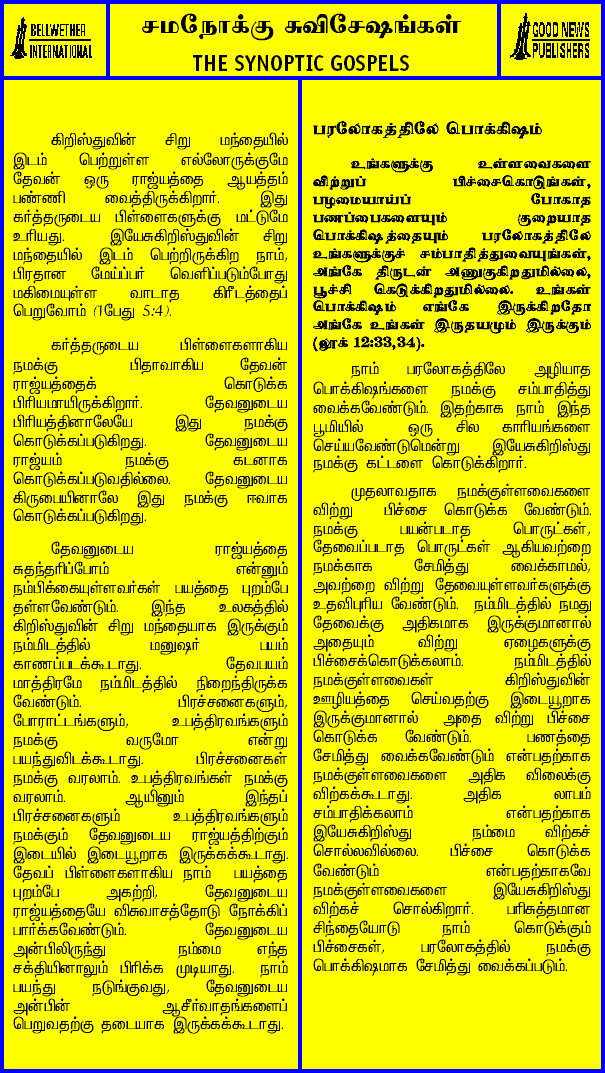 BELLWETHER
INTERNATIONAL
சமநோக்கு சுவிசேஷங்கள்
THE SYNOPTIC GOSPELS
GOOD NEWS
PUBLISHERS
கிறிஸ்துவின் சிறு மந்தையில்
இடம் பெற்றுள்ள எல்லோருக்குமே
தேவன் ஒரு ராஜ்யத்தை ஆயத்தம்
பண்ணி வைத்திருக்கிறார். இது
கர்த்தருடைய பிள்ளைகளுக்கு மட்டுமே
உரியது. இயேசுகிறிஸ்துவின் சிறு
மந்தையில் இடம் பெற்றிருக்கிற நாம்,
பிரதான மேய்ப்பர் வெளிப்படும்போது
மகிமையுள்ள வாடாத கிரீடத்தைப்
பெறுவோம் (1பேது 5:4).
கர்த்தருடைய பிள்ளைகளாகிய
நமக்கு பிதாவாகிய தேவன்
ராஜ்யத்தைக் கொடுக்க
பிரியமாயிருக்கிறார். தேவனுடைய
பிரியத்தினாலேயே இது நமக்கு
கொடுக்கப்படுகிறது. தேவனுடைய
ராஜ்யம் நமக்கு கடனாக
கொடுக்கப்படுவதில்லை. தேவனுடைய
கிருபையினாலே இது நமக்கு ஈவாக
கொடுக்கப்படுகிறது.
தேவனுடைய ராஜ்யத்தை
சுதந்தரிப்போம் என்னும்
நம்பிக்கையுள்ளவர்கள் பயத்தை புறம்பே
தள்ளவேண்டும். இந்த உலகத்தில்
கிறிஸ்துவின் சிறு மந்தையாக இருக்கும்
நம்மிடத்தில் மனுஷர் பயம்
காணப்படக்கூடாது. தேவபயம்
மாத்திரமே நம்மிடத்தில் நிறைந்திருக்க
வேண்டும். பிரச்சனைகளும்,
போராட்டங்களும், உபத்திரவங்களும்
நமக்கு வருமோ என்று
பயந்துவிடக்கூடாது. பிரச்சனைகள்
நமக்கு வரலாம். உபத்திரவங்கள் நமக்கு
வரலாம். ஆயினும் இந்தப்
பிரச்சனைகளும் உபத்திரவங்களும்
நமக்கும் தேவனுடைய ராஜ்யத்திற்கும்
இடையில் இடையூறாக இருக்கக்கூடாது.
தேவப் பிள்ளைகளாகிய நாம் பயத்தை
புறம்பே அகற்றி, தேவனுடைய
ராஜ்யத்தையே விசுவாசத்தோடு நோக்கிப்
பார்க்கவேண்டும். தேவனுடைய
அன்பிலிருந்து நம்மை எந்த
சக்தியினாலும் பிரிக்க முடியாது. நாம்
பயந்து நடுங்குவது, தேவனுடைய
அன்பின் ஆசீர்வாதங்களைப்
பெறுவதற்கு தடையாக இருக்கக்கூடாது.
பரலோகத்திலே பொக்கிஷம்
உங்களுக்கு உள்ளவைகளை
விற்றுப் பிச்சைகொடுங்கள்,
பழமையாய்ப் போகாத
பணப்பைகளையும் குறையாத
பொக்கிஷத்தையும் பரலோகத்திலே
உங்களுக்குச் சம்பாதித்துவையுங்கள்,
அங்கே திருடன் அணுகுகிறதுமில்லை,
பூச்சி கெடுக்கிறதுமில்லை. உங்கள்
பொக்கிஷம் எங்கே இருக்கிறதோ
அங்கே உங்கள் இருதயமும் இருக்கும்
(லூக் 12:33,34).
நாம் பரலோகத்திலே அழியாத
பொக்கிஷங்களை நமக்கு சம்பாதித்து
வைக்கவேண்டும். இதற்காக நாம் இந்த
பூமியில் ஒரு சில காரியங்களை
செய்யவேண்டுமென்று இயேசுகிறிஸ்து
நமக்கு கட்டளை கொடுக்கிறார்.
முதலாவதாக நமக்குள்ளவைகளை
விற்று பிச்சை கொடுக்க வேண்டும்.
நமக்கு பயன்படாத பொருட்கள்,
தேவைப்படாத பொருட்கள் ஆகியவற்றை
நமக்காக சேமித்து வைக்காமல்,
அவற்றை விற்று தேவையுள்ளவர்களுக்கு
உதவிபுரிய வேண்டும். நம்மிடத்தில் நமது
தேவைக்கு அதிகமாக இருக்குமானால்
அதையும் விற்று ஏழைகளுக்கு
பிச்சைக்கொடுக்கலாம். நம்மிடத்தில்
நமக்குள்ளவைகள் கிறிஸ்துவின்
ஊழியத்தை செய்வதற்கு இடையூறாக
இருக்குமானால் அதை விற்று பிச்சை
கொடுக்க வேண்டும். பணத்தை
சேமித்து வைக்கவேண்டும் என்பதற்காக
நமக்குள்ளவைகளை அதிக விலைக்கு
விற்கக்கூடாது. அதிக லாபம்
சம்பாதிக்கலாம் என்பதற்காக
இயேசுகிறிஸ்து நம்மை விற்கச்
சொல்லவில்லை. பிச்சை கொடுக்க
வேண்டும் என்பதற்காகவே
நமக்குள்ளவைகளை இயேசுகிறிஸ்து
விற்கச் சொல்கிறார். பரிசுத்தமான
சிந்தையோடு நாம் கொடுக்கும்
பிச்சைகள், பரலோகத்தில் நமக்கு
பொக்கிஷமாக சேமித்து வைக்கப்படும்.